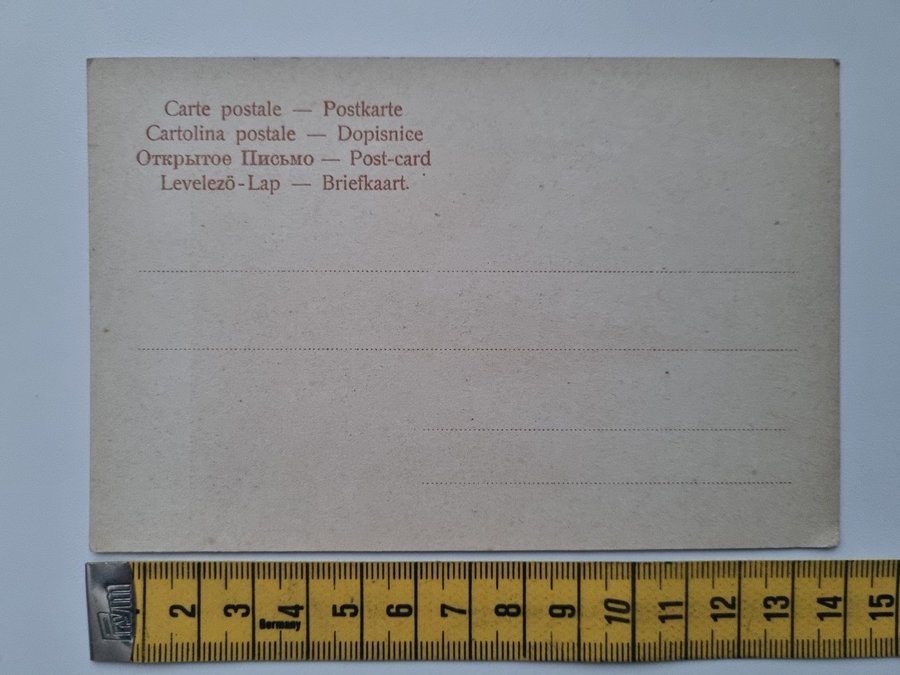 Carte postale — Postkarte
Cartolina postale — Dopisnice
Открытое Письмо — Post-card
Levelező-Lap — Briefkaart.
2 3 4 5 6 7 8 9 10 11 12 13 14 15
Germany